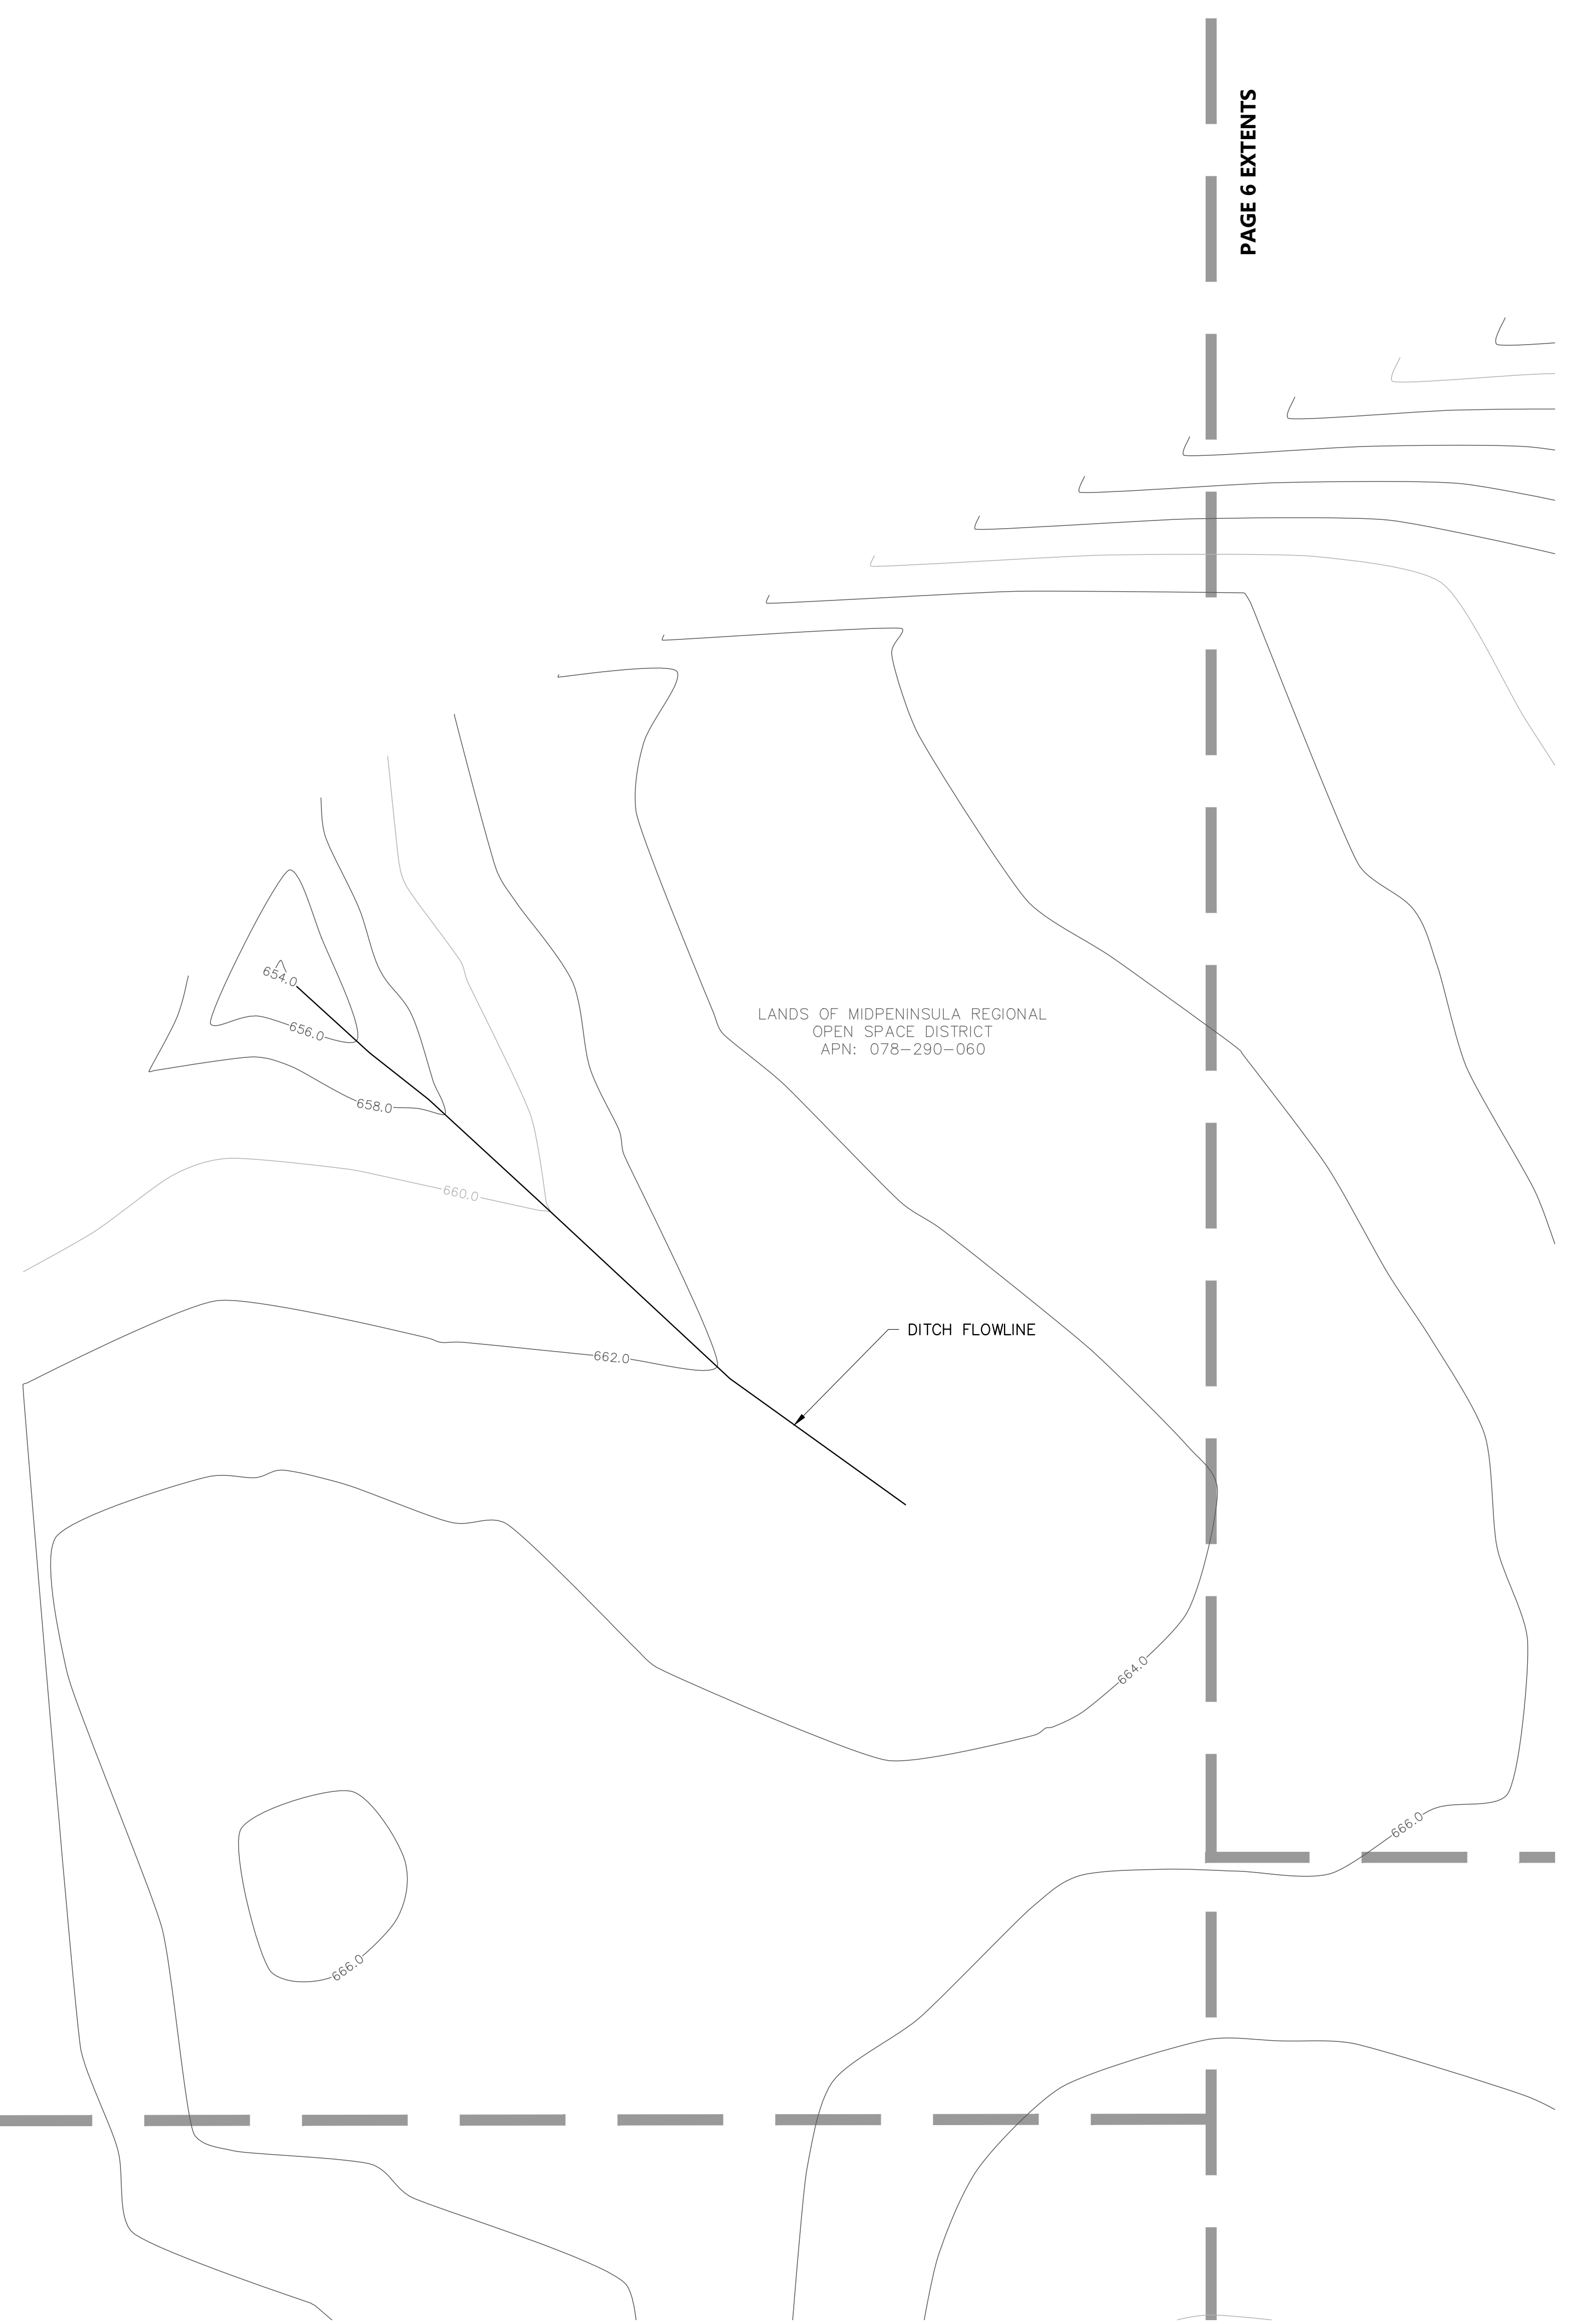 PAGE 6 EXTENTS
654.0
656.0
LANDS OF MIDPENINSULA REGIONAL
OPEN SPACE DISTRICT
APN: 078-290-060
658.0
660.0
DITCH FLOWLINE
662.0
664.0
666.0
666.0